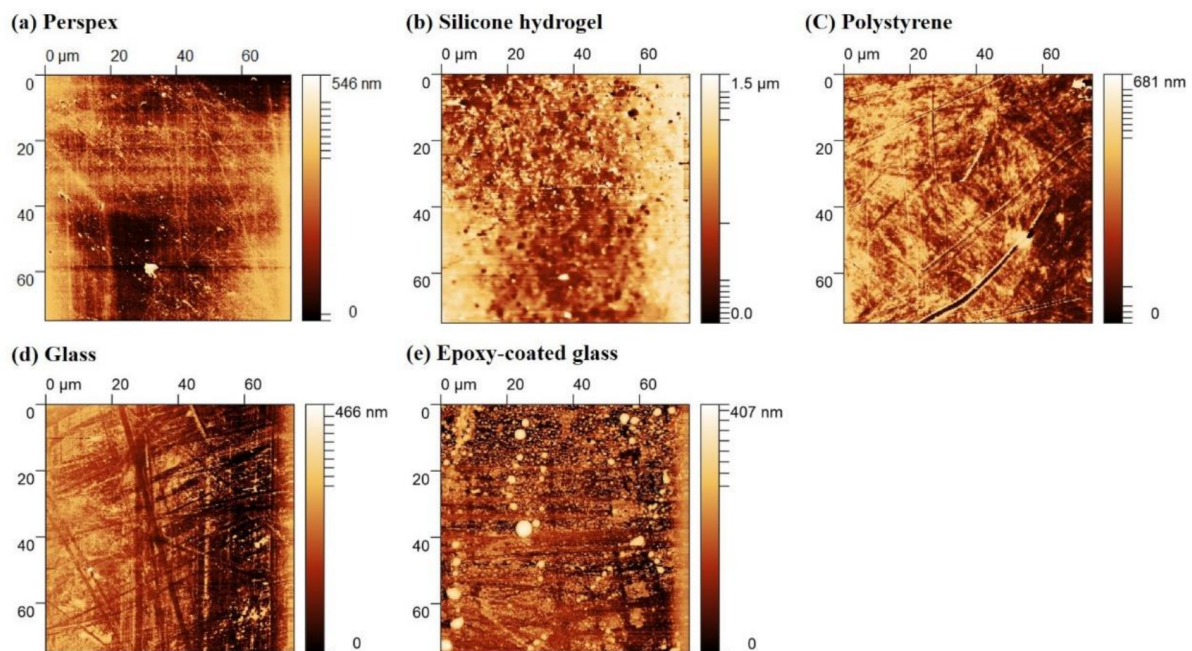 (a) Perspex
0 µm 20 40 60
0
20
40
60
546 nm
0
(b) Silicone hydrogel
0 µm 20 40 60
0
20
40
60
1.5 µm
0.0
(C) Polystyrene
0 µm 20 40 60
0
20
40
60
681 nm
0
(d) Glass
0 µm 20 40 60
0
20
40
60
466 nm
0
(e) Epoxy-coated glass
0 µm 20 40 60
0
20
40
60
407 nm
0